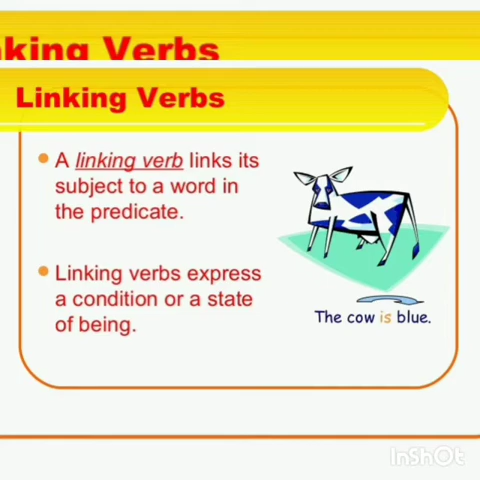 nking Verbs
Linking Verbs
A linking verb links its
subject to a word in
the predicate.
Linking verbs express
a condition or a state
of being.
The cow is blue.
InShOt